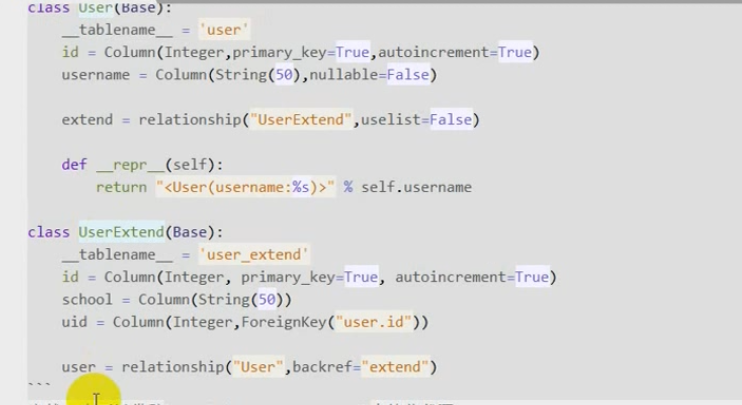 class User(Base):
    __tablename__ = 'user'
    id = Column(Integer,primary_key=True,autoincrement=True)
    username = Column(String(50),nullable=False)
    extend = relationship("UserExtend",uselist=False)
    def __repr__(self):
        return "<User(username:%s)>" % self.username
class UserExtend(Base):
    __tablename__ = 'user_extend'
    id = Column(Integer, primary_key=True, autoincrement=True)
    school = Column(String(50))
    uid = Column(Integer,ForeignKey("user.id"))
    user = relationship("User",backref="extend")
```